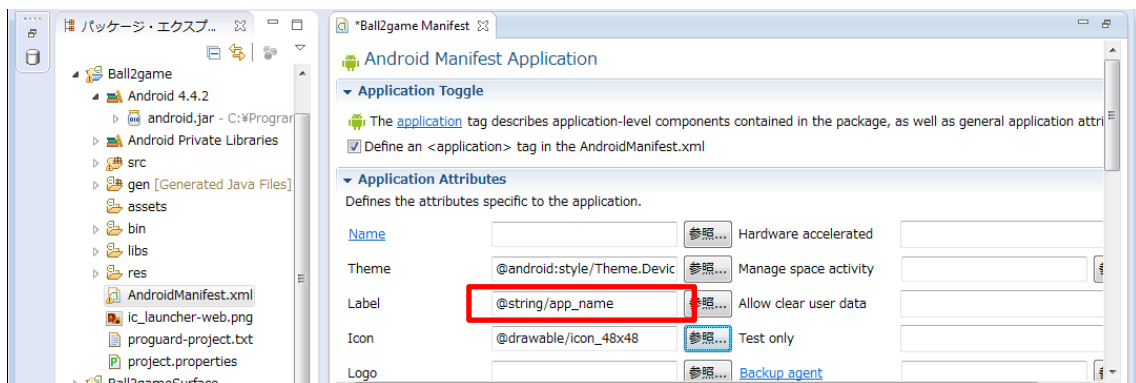 パッケージ・エクスプ...
Ball2game
Android 4.4.2
android.jar - C:¥Progran
Android Private Libraries
src
gen [Generated Java Files]
assets
bin
libs
res
AndroidManifest.xml
ic_launcher-web.png
proguard-project.txt
project.properties
Ball2gameSurface
*Ball2game Manifest
Android Manifest Application
Application Toggle
The application tag describes application-level components contained in the package, as well as general application attri
Define an <application> tag in the AndroidManifest.xml
Application Attributes
Defines the attributes specific to the application.
Name 参照... Hardware accelerated
Theme @android:style/Theme.Devic 参照... Manage space activity
Label @string/app_name 参照... Allow clear user data
Icon @drawable/icon_48x48 参照... Test only
Logo 参照... Backup agent